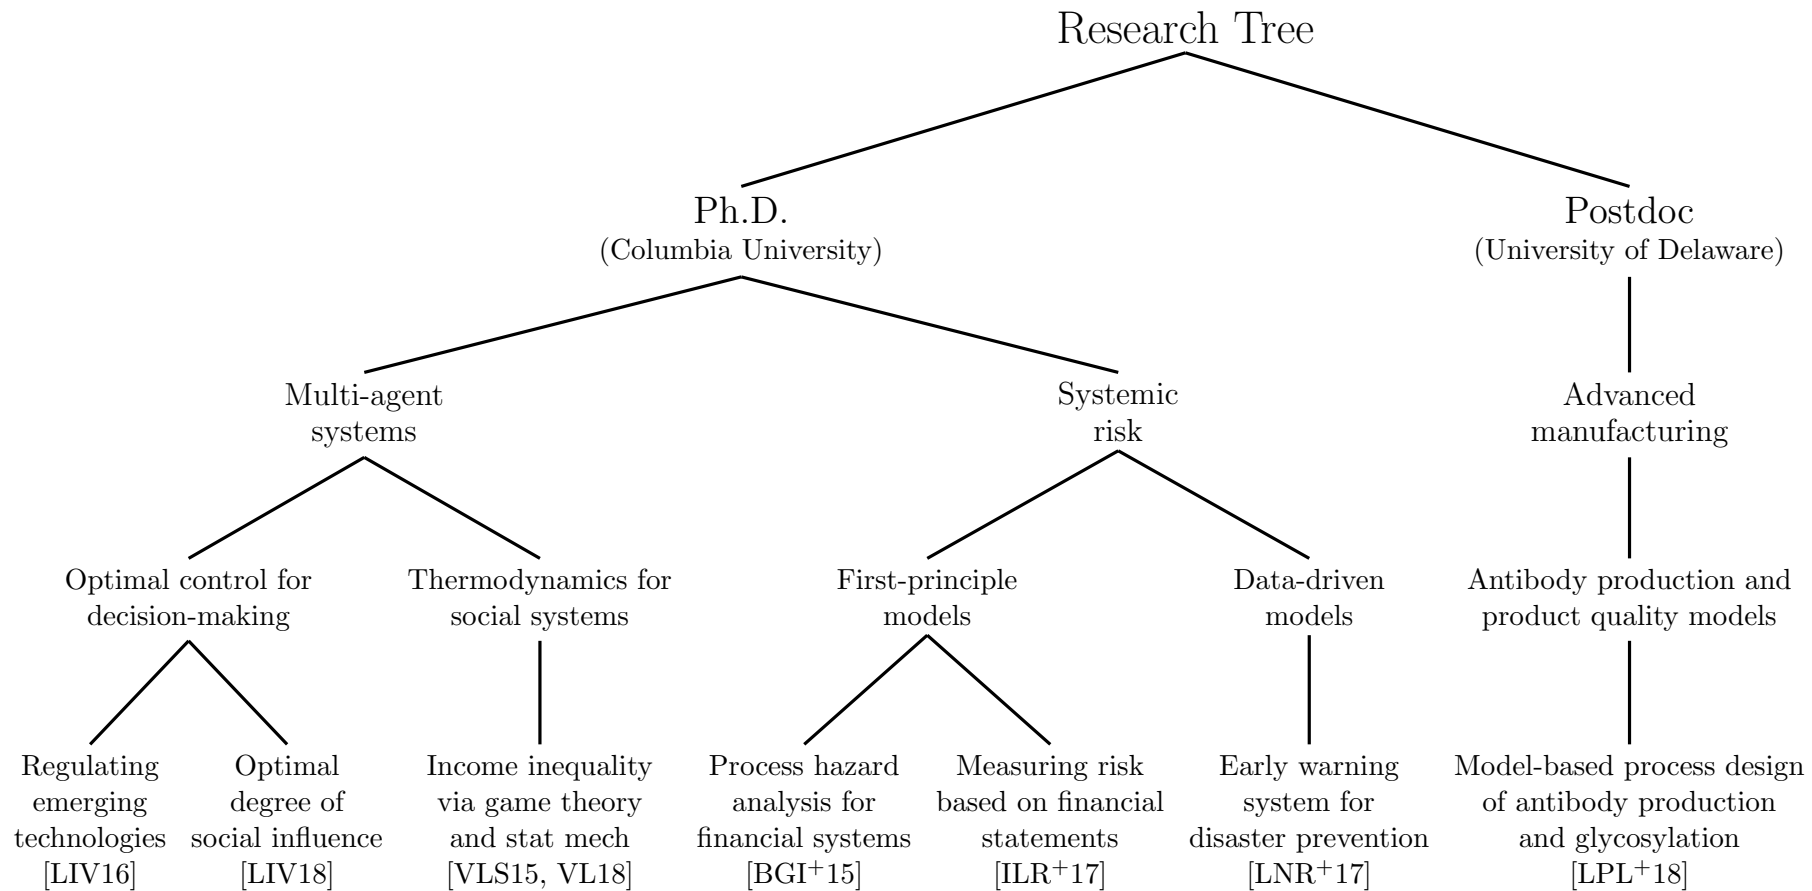 Research Tree
Ph.D.
(Columbia University)
Postdoc
(University of Delaware)
Multi-agent
systems
Systemic
risk
Advanced
manufacturing
Optimal control for
decision-making
Thermodynamics for
social systems
First-principle
models
Data-driven
models
Antibody production and
product quality models
Regulating
emerging
technologies
[LIV16]
Optimal
degree of
social influence
[LIV18]
Income inequality
via game theory
and stat mech
[VLS15, VL18]
Process hazard
analysis for
financial systems
[BGI+15]
Measuring risk
based on financial
statements
[ILR+17]
Early warning
system for
disaster prevention
[LNR+17]
Model-based process design
of antibody production
and glycosylation
[LPL+18]